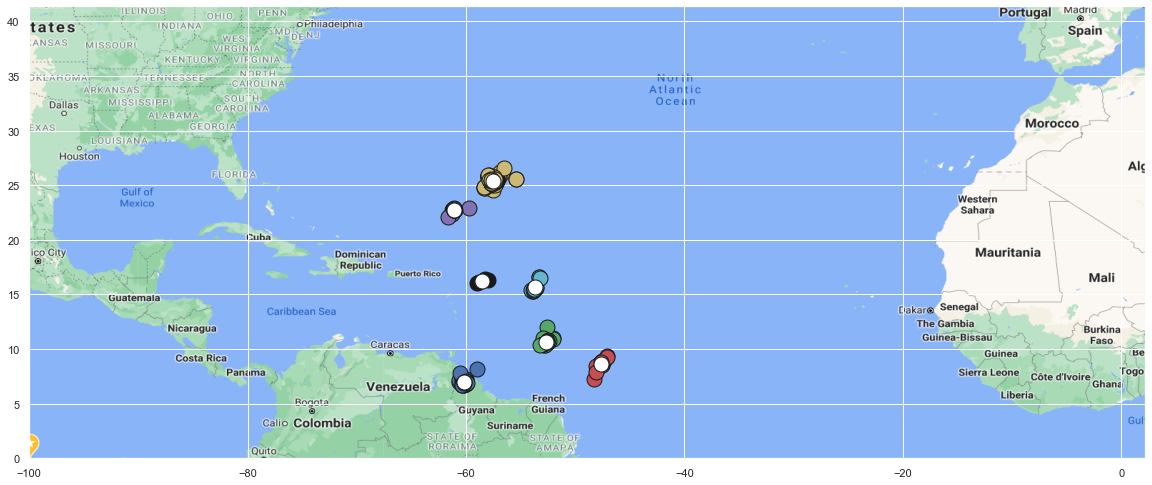 40
35
30
25
20
15
10
5
0
−100
−80
−60
−40
−20
0
tates
ILLINOIS
OHIO
PENN
Philadelphia
INDIANA
MD
DE
NJ
ANSAS
MISSOURI
WEST
VIRGINIA
KENTUCKY
VIRGINIA
OKLAHOMA
TENNESSEE
NORTH
CAROLINA
ARKANSAS
Dallas
MISSISSIPPI
SOUTH
CAROLINA
ALABAMA
EXAS
GEORGIA
LOUISIANA
Houston
FLORIDA
Gulf of
Mexico
Cuba
ico City
Dominican
Republic
Puerto Rico
Guatemala
Caribbean Sea
Nicaragua
Caracas
Costa Rica
Panama
Venezuela
Bogota
Guyana
French
Guiana
Cali
Colombia
Suriname
STATE OF
RORAIMA
STATE OF
AMAPA
Quito
North
Atlantic
Ocean
Portugal
Madrid
Spain
Morocco
Alg
Western
Sahara
Mauritania
Mali
Dakar
Senegal
The Gambia
Burkina
Faso
Guinea-Bissau
Guinea
Be
Sierra Leone
Côte d'Ivoire
Togo
Ghana
Liberia
Gulf